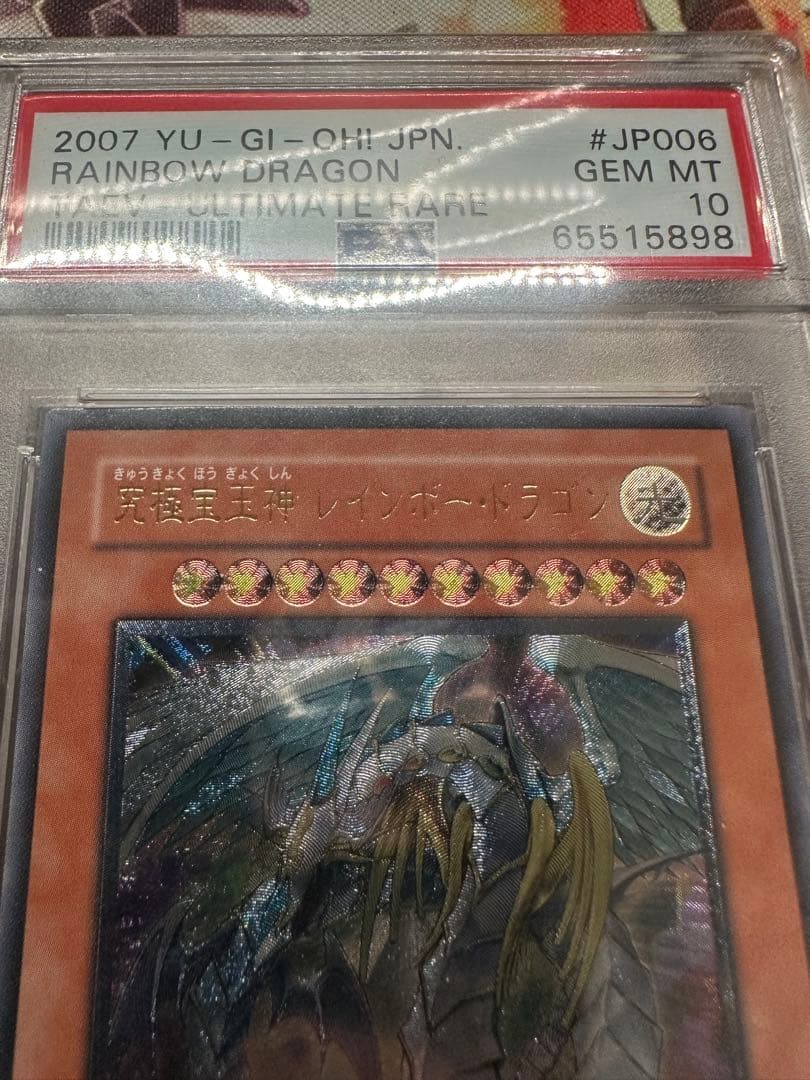 2007 YU-GI-OH! JPN. #JP006
RAINBOW DRAGON GEM MT
TAEV - ULTIMATE RARE 10
PSA 65515898
きゅうきょく ほう ぎょく しん
究極宝玉神 レインボー・ドラゴン 光